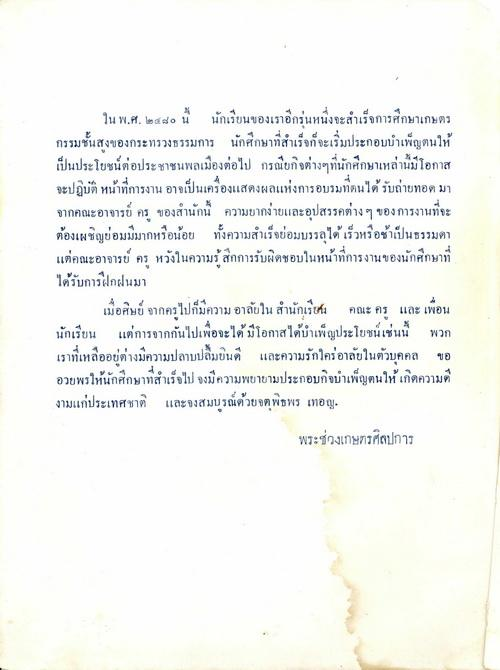 ใน พ.ศ. ๒๔๘๐ นี้ นักเรียนของเราอีกรุ่นหนึ่งจะสำเร็จการศึกษาเกษตร
กรรมชั้นสูงของกระทรวงธรรมการ นักศึกษาที่สำเร็จก็จะเริ่มประกอบบำเพ็ญตนให้
เป็นประโยชน์ต่อประชาชนพลเมืองต่อไป กรณียกิจต่างๆที่นักศึกษาเหล่านี้มีโอกาส
จะปฏิบัติ หน้าที่การงาน อาจเป็นเครื่องแสดงผลแห่งการอบรมที่ตนได้ รับถ่ายทอด มา
จากคณะอาจารย์ ครู ของสำนักนี้ ความยากง่ายและอุปสรรคต่าง ๆ ของการงานที่จะ
ต้องเผชิญย่อมมีมากหรือน้อย ทั้งความสำเร็จย่อมบรรลุได้ เร็วหรือช้าเป็นธรรมดา
แต่คณะอาจารย์ ครู หวังในความรู้ สึกการรับผิดชอบในหน้าที่การงานของนักศึกษาที่
ได้รับการฝึกฝนมา
เมื่อศิษย์ จากครูไปก็มีความ อาลัยใน สำนักเรียน คณะ ครู และ เพื่อน
นักเรียน แต่การจากกันไปเพื่อจะได้ มีโอกาสได้บำเพ็ญประโยชน์เช่นนี้ พวก
เราที่เหลืออยู่ต่างมีความปลาบปลื้มยินดี และความรักใคร่อาลัยในตัวบุคคล ขอ
อวยพรให้นักศึกษาที่สำเร็จไป จงมีความพยายามประกอบกิจบำเพ็ญตนให้ เกิดความดี
งามแก่ประเทศชาติ และจงสมบูรณ์ด้วยจตุพิธพร เทอญ.
พระช่วงเกษตรศิลปการ